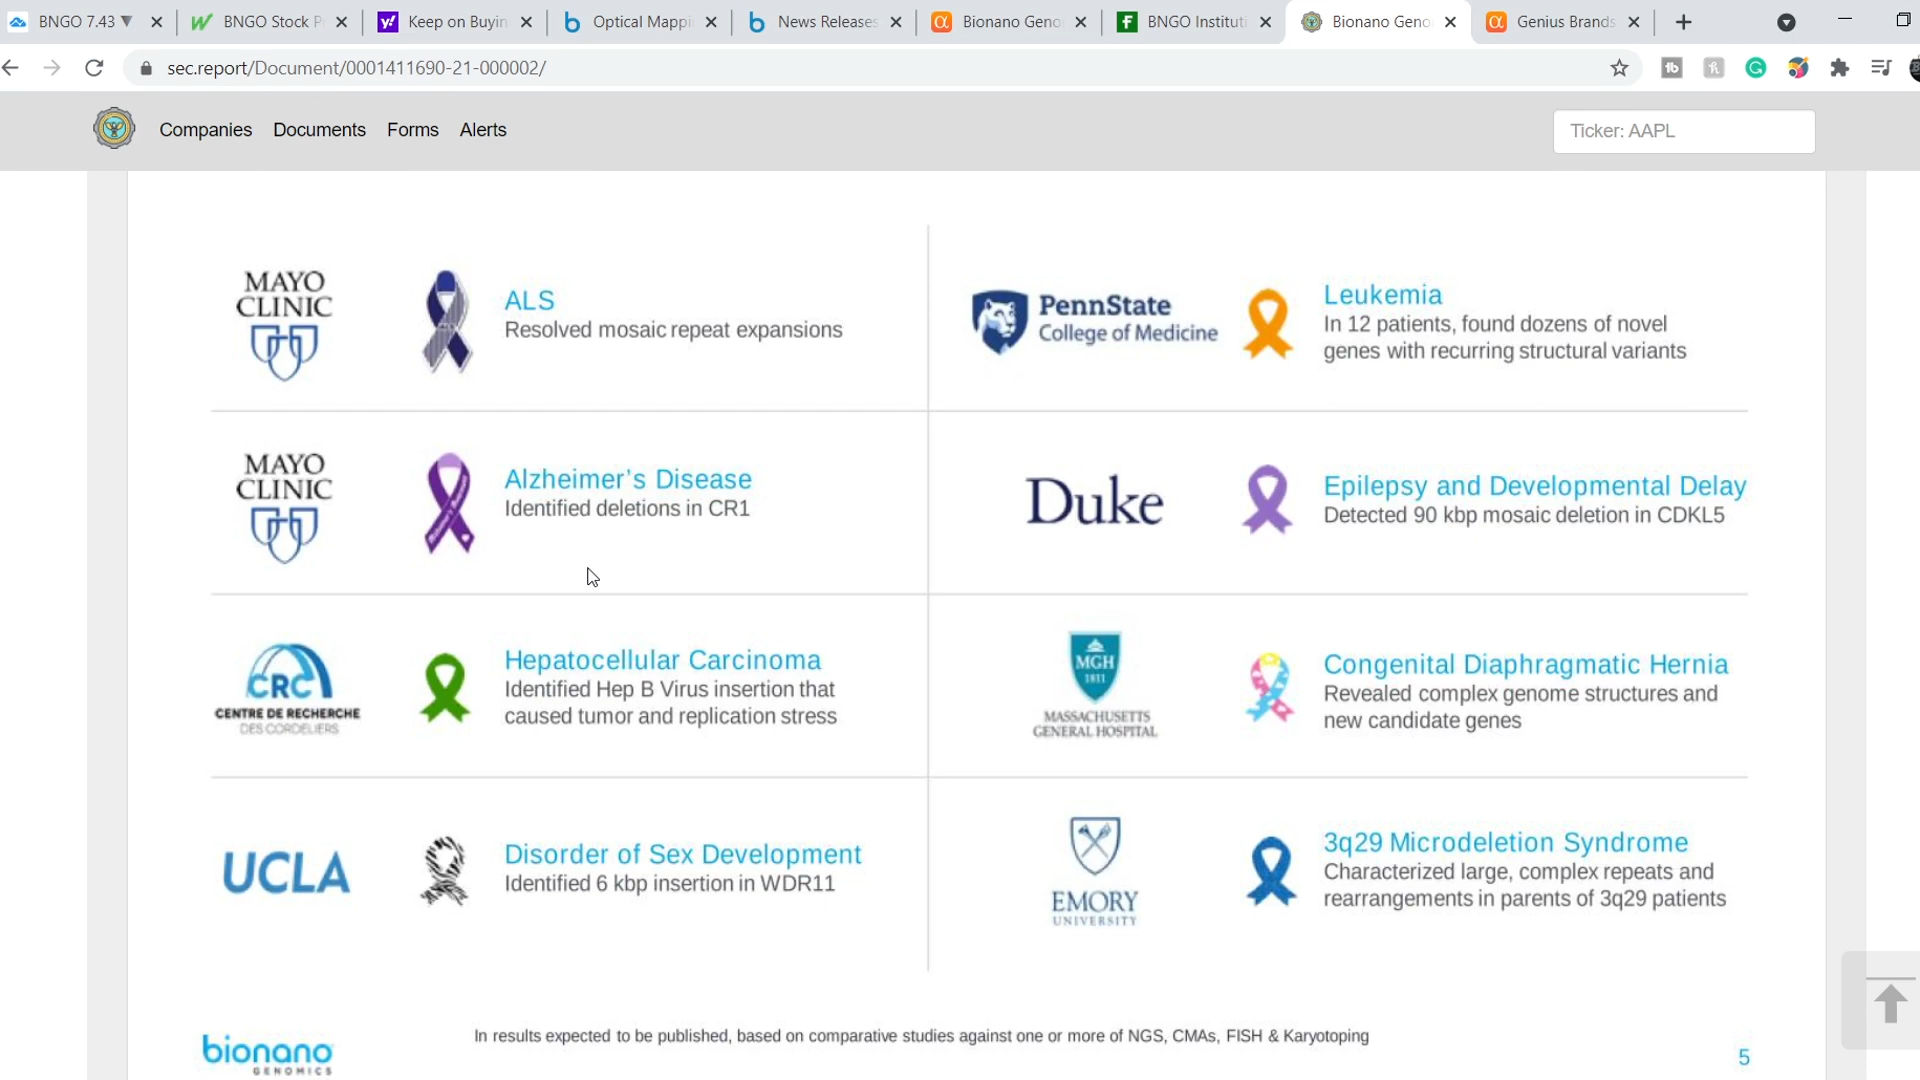 BNGO 7.43 ▼
BNGO Stock P
Keep on Buyin
Optical Mappi
News Releases
Bionano Geno
BNGO Instituti
Bionano Geno
Genius Brands
sec.report/Document/0001411690-21-000002/
Companies Documents Forms Alerts
Ticker: AAPL
MAYO
CLINIC
ALS
Resolved mosaic repeat expansions
PennState
College of Medicine
Leukemia
In 12 patients, found dozens of novel
genes with recurring structural variants
MAYO
CLINIC
Alzheimer's Disease
Identified deletions in CR1
Duke
Epilepsy and Developmental Delay
Detected 90 kbp mosaic deletion in CDKL5
CRC
CENTRE DE RECHERCHE
DES CORDELIERS
Hepatocellular Carcinoma
Identified Hep B Virus insertion that
caused tumor and replication stress
MGH
1811
MASSACHUSETTS
GENERAL HOSPITAL
Congenital Diaphragmatic Hernia
Revealed complex genome structures and
new candidate genes
UCLA
Disorder of Sex Development
Identified 6 kbp insertion in WDR11
EMORY
UNIVERSITY
3q29 Microdeletion Syndrome
Characterized large, complex repeats and
rearrangements in parents of 3q29 patients
bionano
GENOMICS
In results expected to be published, based on comparative studies against one or more of NGS, CMAs, FISH & Karyotoping
5